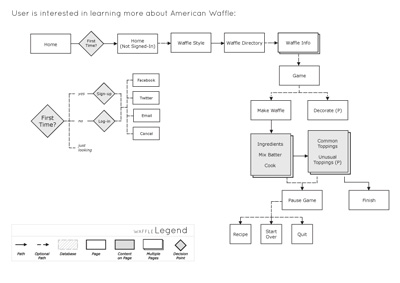 User is interested in learning more about American Waffle:
Home
First
Time?
Home
(Not Signed-In)
Waffle Style
Waffle Directory
Waffle Info
Game
Make Waffle
Decorate (P)
Ingredients
Mix Batter
Cook
Common
Toppings
Unusual
Toppings (P)
Pause Game
Finish
Recipe
Start
Over
Quit
First
Time?
yes
no
just
looking
Sign-up
Log-in
Facebook
Twitter
Email
Cancel
WAFFLE Legend
Path
Optional
Path
Database
Page
Content
on Page
Multiple
Pages
Decision
Point